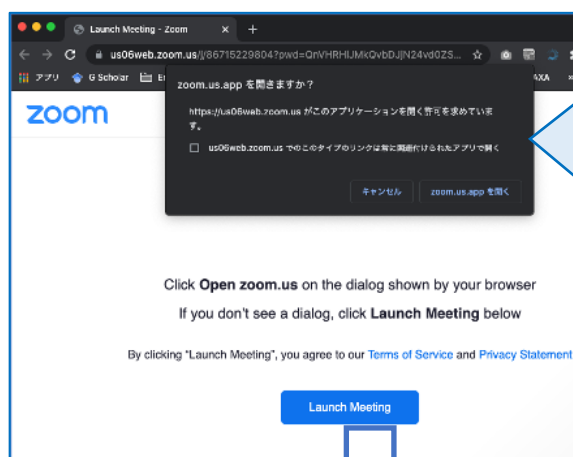 Launch Meeting - Zoom
us06web.zoom.us/j/86715229804?pwd=QnVHRHlJMkQvbDJjN24vd0ZS...
アプリ G Scholar AXA »
zoom
zoom.us.app を開きますか？
https://us06web.zoom.us がこのアプリケーションを開く許可を求めていま
す。
us06web.zoom.us でのこのタイプのリンクは常に関連付けられたアプリで開く
キャンセル zoom.us.app を開く
Click Open zoom.us on the dialog shown by your browser
If you don't see a dialog, click Launch Meeting below
By clicking "Launch Meeting", you agree to our Terms of Service and Privacy Statement
Launch Meeting